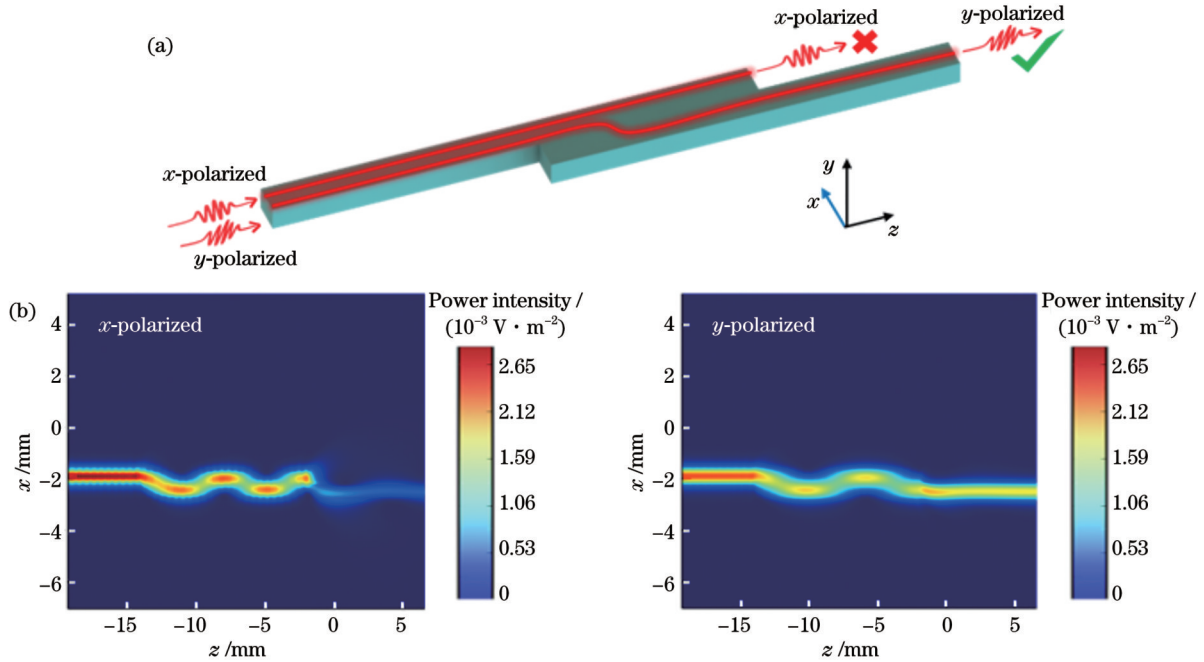 (a)
x-polarized
y-polarized
x-polarized
y-polarized
y
x
z
(b)
x-polarized
Power intensity /
(10⁻³ V · m⁻²)
4
2
0
−2
−4
−6
x /mm
−15
−10
−5
0
5
z /mm
2.65
2.12
1.59
1.06
0.53
0
y-polarized
Power intensity /
(10⁻³ V · m⁻²)
4
2
0
−2
−4
−6
x /mm
−15
−10
−5
0
5
z /mm
2.65
2.12
1.59
1.06
0.53
0